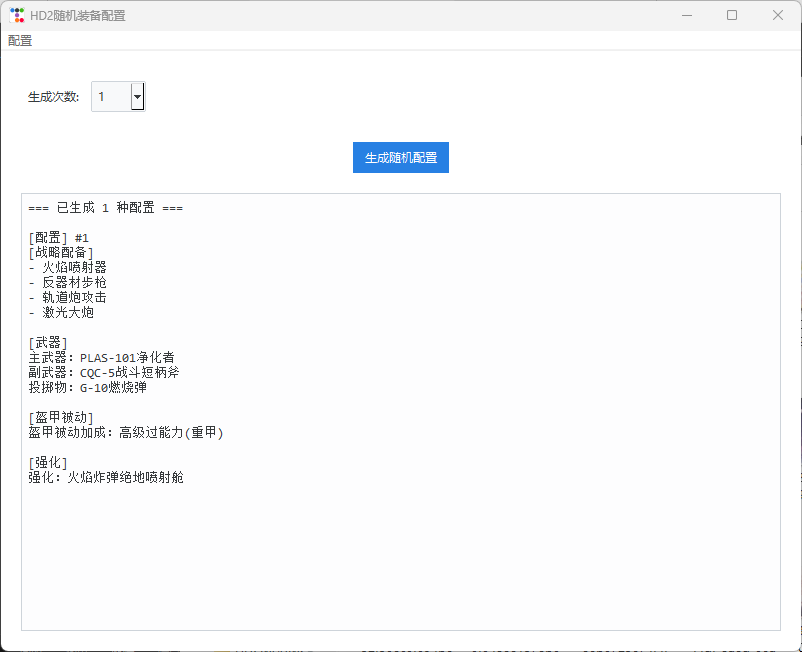 HD2随机装备配置
配置
生成次数: 1
生成随机配置
=== 已生成 1 种配置 ===
[配置] #1
[战略配备]
- 火焰喷射器
- 反器材步枪
- 轨道炮攻击
- 激光大炮
[武器]
主武器: PLAS-101净化者
副武器: CQC-5战斗短柄斧
投掷物: G-10燃烧弹
[盔甲被动]
盔甲被动加成: 高级过能力(重甲)
[强化]
强化: 火焰炸弹绝地喷射舱